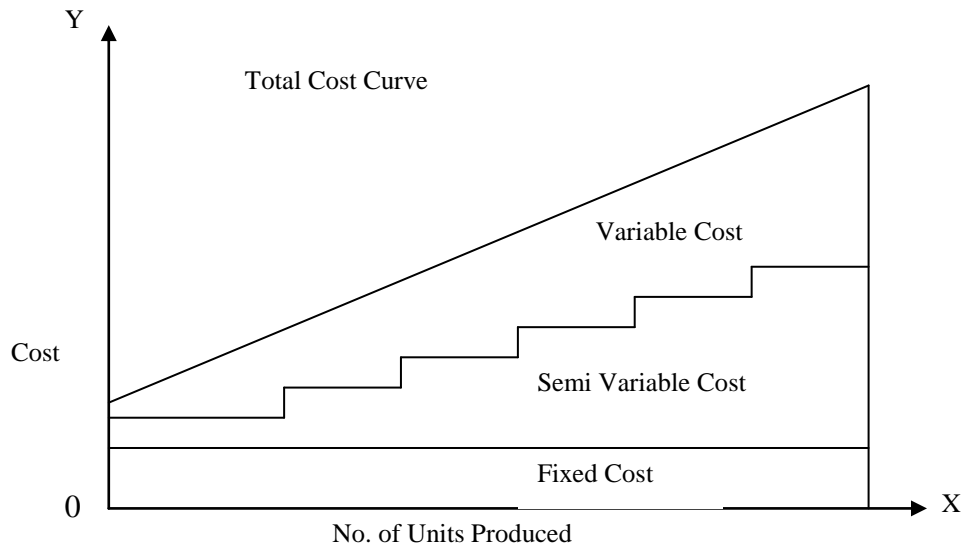 Y
Total Cost Curve
Variable Cost
Cost
Semi Variable Cost
Fixed Cost
0
X
No. of Units Produced